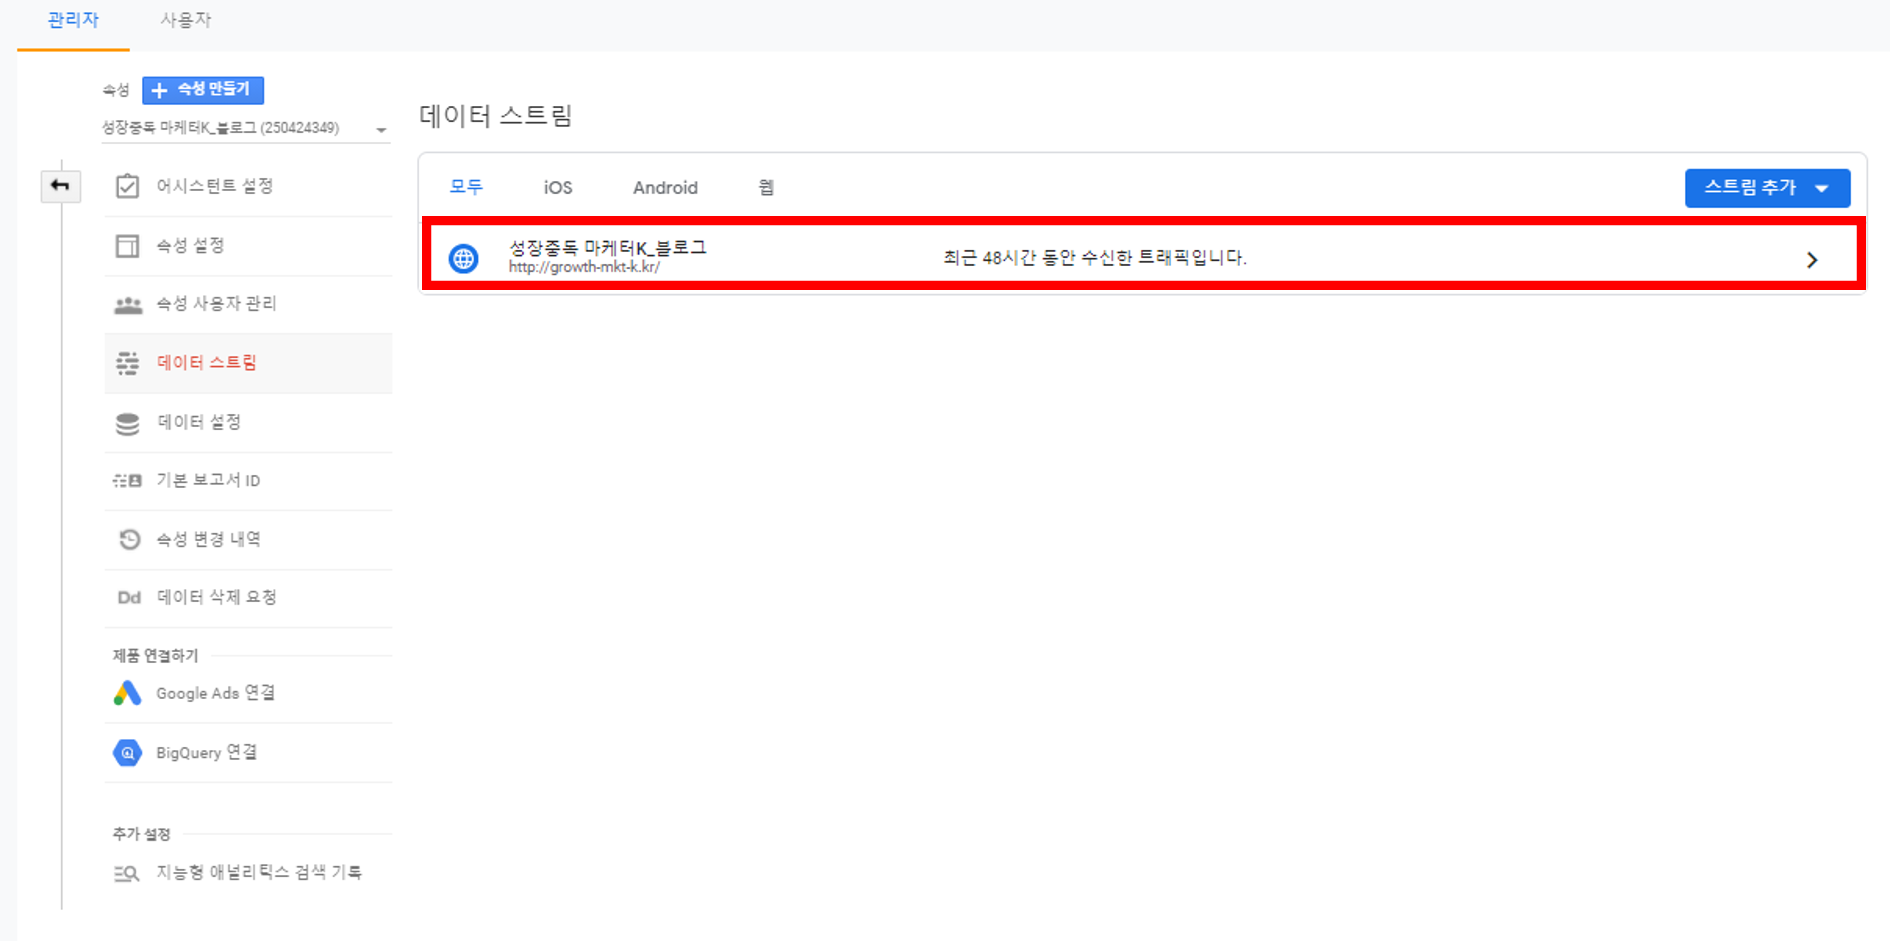 관리자
사용자
속성
속성 만들기
성장중독 마케터K_블로그 (250424349)
어시스턴트 설정
속성 설정
속성 사용자 관리
데이터 스트림
데이터 설정
기본 보고서 ID
속성 변경 내역
Dd 데이터 삭제 요청
제품 연결하기
Google Ads 연결
BigQuery 연결
추가 설정
지능형 애널리틱스 검색 기록
데이터 스트림
모두
iOS
Android
웹
스트림 추가
성장중독 마케터K_블로그
http://growth-mkt-k.kr/
최근 48시간 동안 수신한 트래픽입니다.